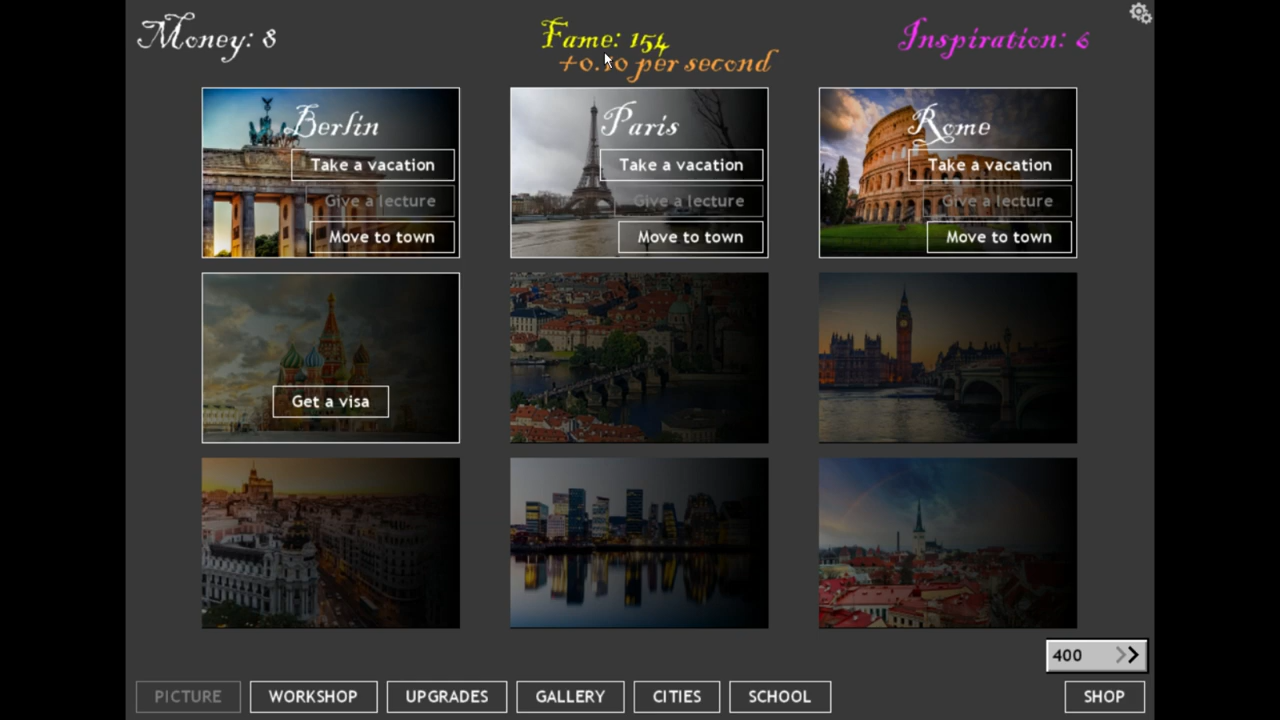 Money: 8
Fame: 154
+0.10 per second
Inspiration: 6
Berlin
Take a vacation
Give a lecture
Move to town
Paris
Take a vacation
Give a lecture
Move to town
Rome
Take a vacation
Give a lecture
Move to town
Get a visa
400
PICTURE
WORKSHOP
UPGRADES
GALLERY
CITIES
SCHOOL
SHOP